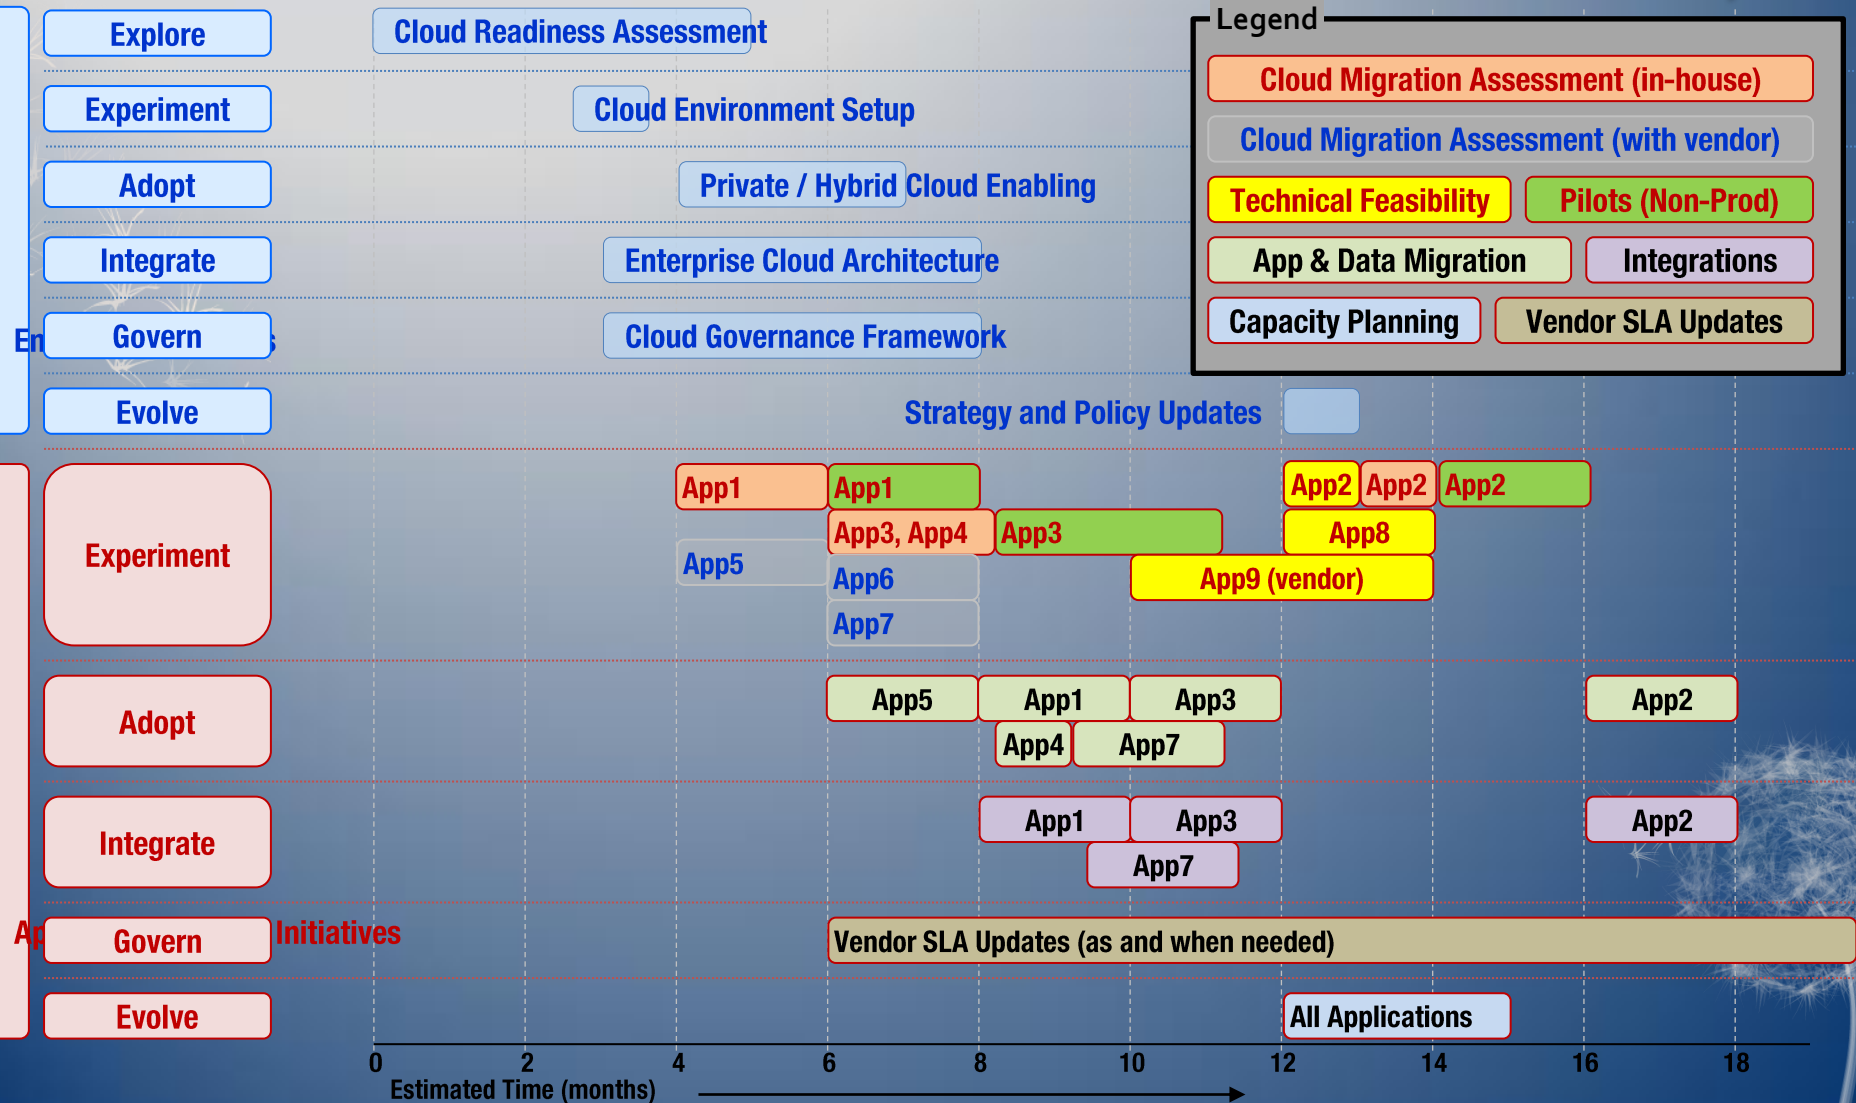 Explore
Cloud Readiness Assessment
Legend
Cloud Migration Assessment (in-house)
Experiment
Cloud Environment Setup
Cloud Migration Assessment (with vendor)
Adopt
Private / Hybrid Cloud Enabling
Technical Feasibility
Pilots (Non-Prod)
Integrate
Enterprise Cloud Architecture
App & Data Migration
Integrations
Govern
Cloud Governance Framework
Capacity Planning
Vendor SLA Updates
Evolve
Strategy and Policy Updates
Experiment
App1
App1
App2
App2
App2
App3, App4
App3
App8
App5
App6
App9 (vendor)
App7
Adopt
App5
App1
App3
App2
App4
App7
Integrate
App1
App3
App2
App7
Initiatives
Govern
Vendor SLA Updates (as and when needed)
Evolve
All Applications
0 2 4 6 8 10 12 14 16 18
Estimated Time (months)